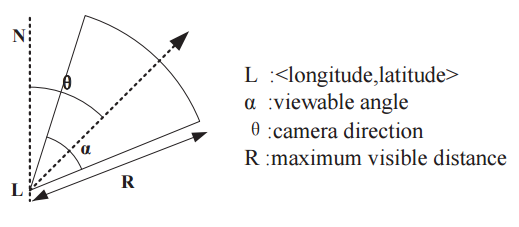 N
θ
α
R
L
L :<longitude,latitude>
α :viewable angle
θ :camera direction
R :maximum visible distance